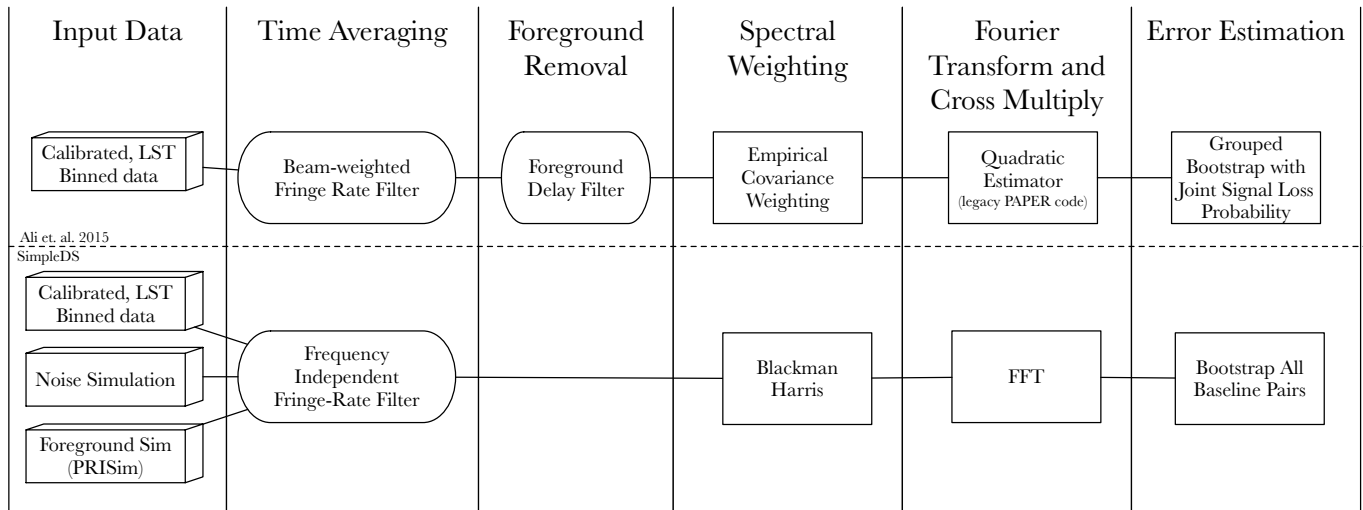 Input Data
Time Averaging
Foreground
Removal
Spectral
Weighting
Fourier
Transform and
Cross Multiply
Error Estimation
Calibrated, LST
Binned data
Beam-weighted
Fringe Rate Filter
Foreground
Delay Filter
Empirical
Covariance
Weighting
Quadratic
Estimator
(legacy PAPER code)
Grouped
Bootstrap with
Joint Signal Loss
Probability
Ali et. al. 2015
SimpleDS
Calibrated, LST
Binned data
Noise Simulation
Foreground Sim
(PRISim)
Frequency
Independent
Fringe-Rate Filter
Blackman
Harris
FFT
Bootstrap All
Baseline Pairs